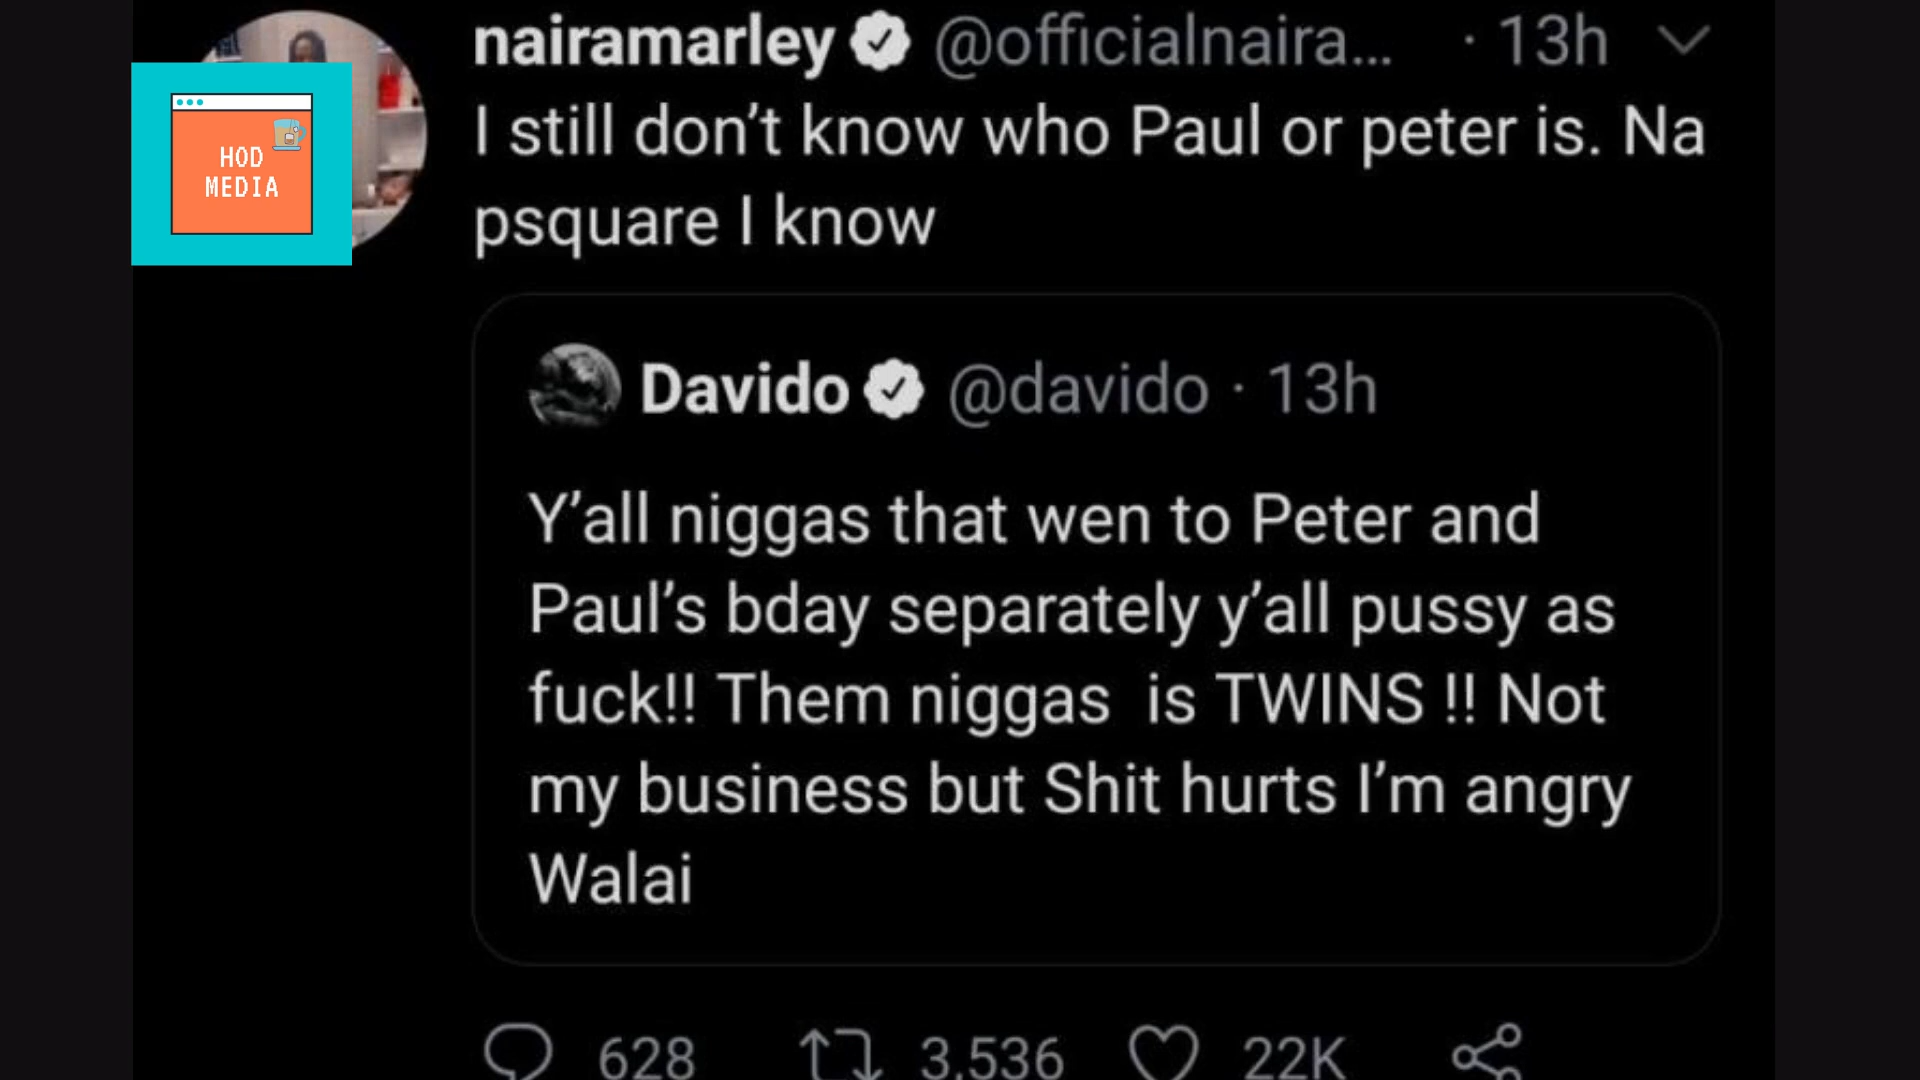 nairamarley @officialnaira... · 13h
HOD
MEDIA
I still don’t know who Paul or peter is. Na
psquare I know
Davido @davido · 13h
Y’all niggas that wen to Peter and
Paul’s bday separately y’all pussy as
fuck!! Them niggas  is TWINS !! Not
my business but Shit hurts I’m angry
Walai
628 3,536 22K